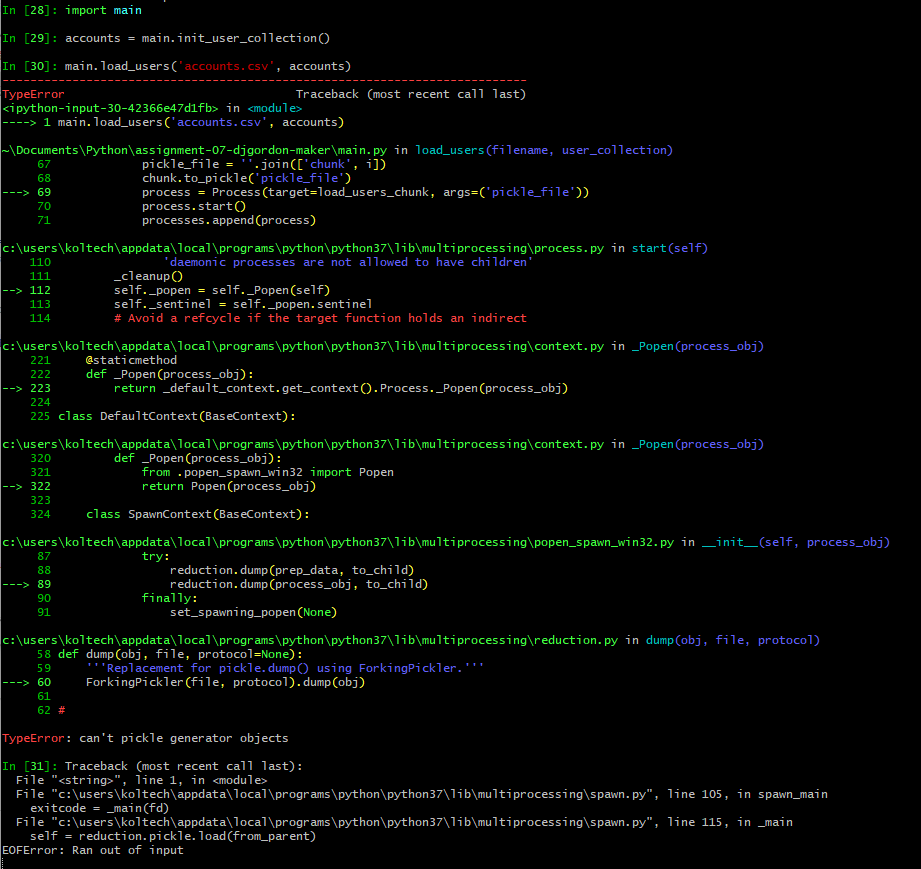 In [28]: import main
In [29]: accounts = main.init_user_collection()
In [30]: main.load_users('accounts.csv', accounts)
---------------------------------------------------------------------------
TypeError                                 Traceback (most recent call last)
<ipython-input-30-42366e47d1fb> in <module>
----> 1 main.load_users('accounts.csv', accounts)
~\Documents\Python\assignment-07-djgordon-maker\main.py in load_users(filename, user_collection)
     67             pickle_file = ''.join(['chunk', i])
     68             chunk.to_pickle('pickle_file')
---> 69             process = Process(target=load_users_chunk, args=('pickle_file'))
     70             process.start()
     71             processes.append(process)
c:\users\koltech\appdata\local\programs\python\python37\lib\multiprocessing\process.py in start(self)
    110                'daemonic processes are not allowed to have children'
    111         _cleanup()
--> 112         self._popen = self._Popen(self)
    113         self._sentinel = self._popen.sentinel
    114         # Avoid a refcycle if the target function holds an indirect
c:\users\koltech\appdata\local\programs\python\python37\lib\multiprocessing\context.py in _Popen(process_obj)
    221     @staticmethod
    222     def _Popen(process_obj):
--> 223         return _default_context.get_context().Process._Popen(process_obj)
    224
    225 class DefaultContext(BaseContext):
c:\users\koltech\appdata\local\programs\python\python37\lib\multiprocessing\context.py in _Popen(process_obj)
    320         def _Popen(process_obj):
    321             from .popen_spawn_win32 import Popen
--> 322             return Popen(process_obj)
    323
    324     class SpawnContext(BaseContext):
c:\users\koltech\appdata\local\programs\python\python37\lib\multiprocessing\popen_spawn_win32.py in __init__(self, process_obj)
     87             try:
     88                 reduction.dump(prep_data, to_child)
---> 89                 reduction.dump(process_obj, to_child)
     90             finally:
     91                 set_spawning_popen(None)
c:\users\koltech\appdata\local\programs\python\python37\lib\multiprocessing\reduction.py in dump(obj, file, protocol)
     58 def dump(obj, file, protocol=None):
     59     '''Replacement for pickle.dump() using ForkingPickler.'''
---> 60     ForkingPickler(file, protocol).dump(obj)
     61
     62 #
TypeError: can't pickle generator objects
In [31]: Traceback (most recent call last):
  File "<string>", line 1, in <module>
  File "c:\users\koltech\appdata\local\programs\python\python37\lib\multiprocessing\spawn.py", line 105, in spawn_main
    exitcode = _main(fd)
  File "c:\users\koltech\appdata\local\programs\python\python37\lib\multiprocessing\spawn.py", line 115, in _main
    self = reduction.pickle.load(from_parent)
EOFError: Ran out of input